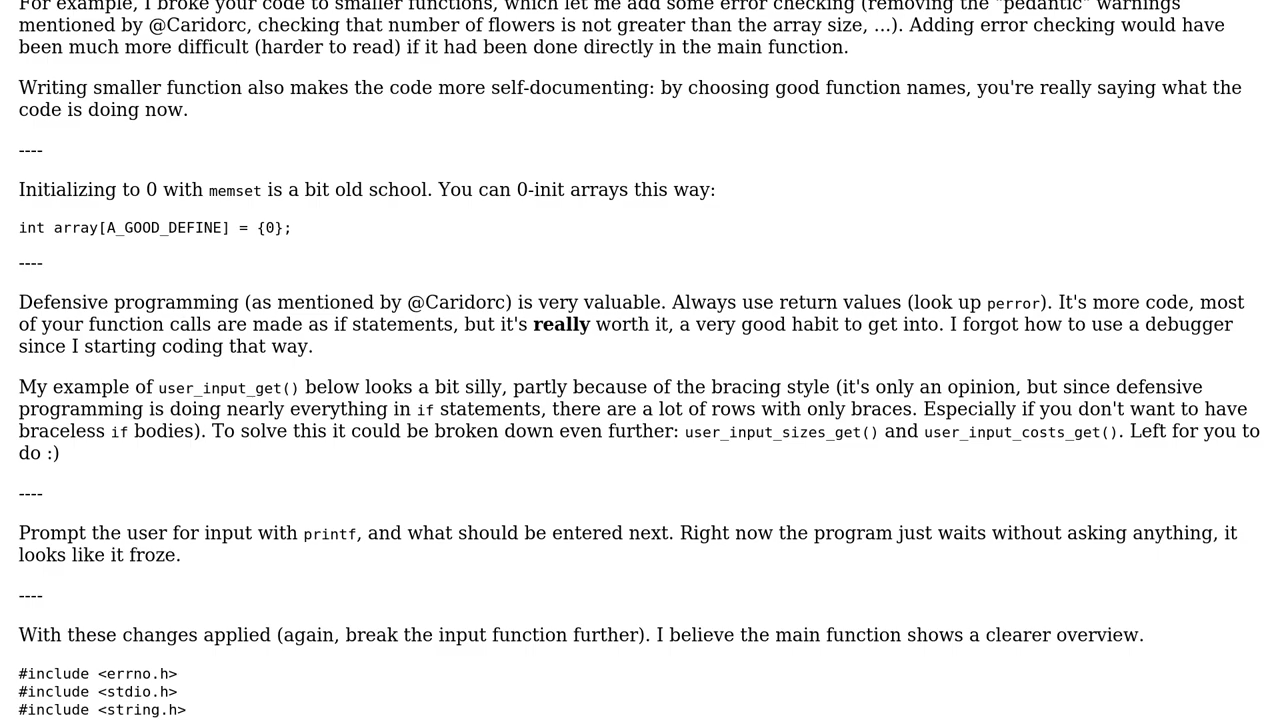 For example, I broke your code to smaller functions, which let me add some error checking (removing the "pedantic" warnings
mentioned by @Caridorc, checking that number of flowers is not greater than the array size, ...). Adding error checking would have
been much more difficult (harder to read) if it had been done directly in the main function.
Writing smaller function also makes the code more self-documenting: by choosing good function names, you're really saying what the
code is doing now.
----
Initializing to 0 with memset is a bit old school. You can 0-init arrays this way:
int array[A_GOOD_DEFINE] = {0};
----
Defensive programming (as mentioned by @Caridorc) is very valuable. Always use return values (look up perror). It's more code, most
of your function calls are made as if statements, but it's really worth it, a very good habit to get into. I forgot how to use a debugger
since I starting coding that way.
My example of user_input_get() below looks a bit silly, partly because of the bracing style (it's only an opinion, but since defensive
programming is doing nearly everything in if statements, there are a lot of rows with only braces. Especially if you don't want to have
braceless if bodies). To solve this it could be broken down even further: user_input_sizes_get() and user_input_costs_get(). Left for you to
do :)
----
Prompt the user for input with printf, and what should be entered next. Right now the program just waits without asking anything, it
looks like it froze.
----
With these changes applied (again, break the input function further). I believe the main function shows a clearer overview.
#include <errno.h>
#include <stdio.h>
#include <string.h>